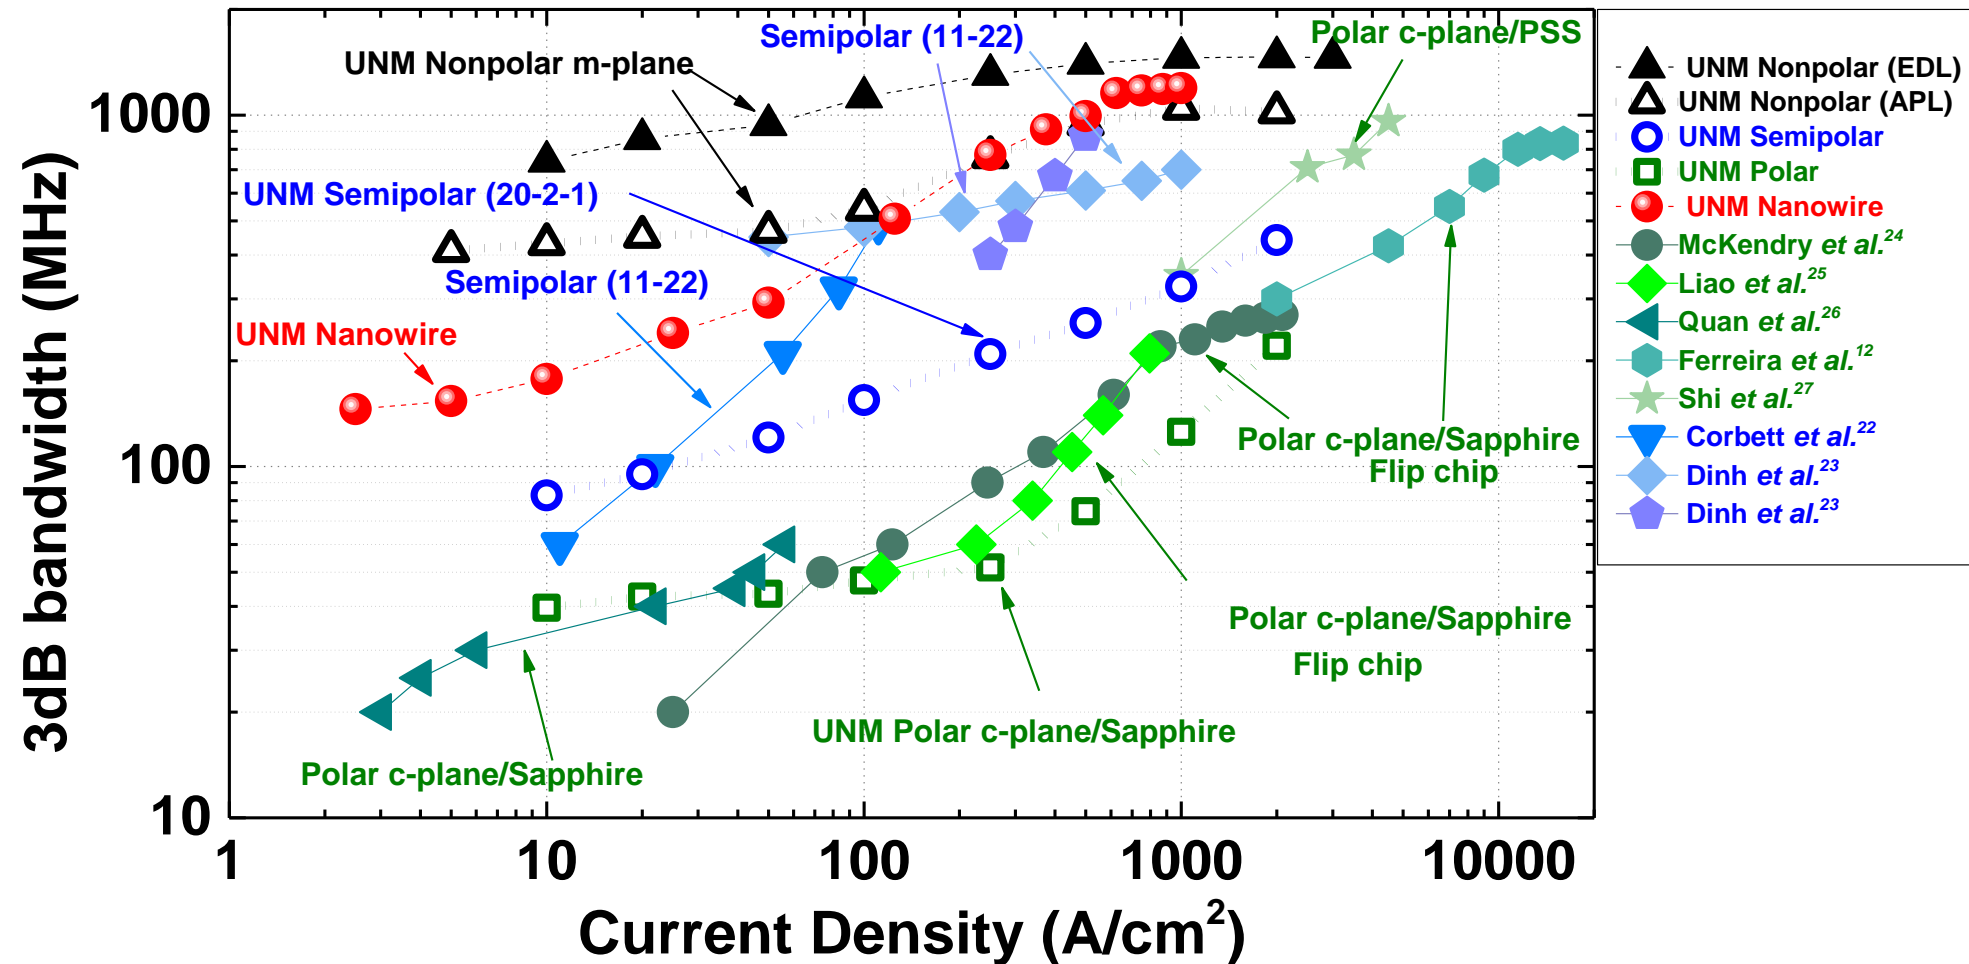 Polar c-plane/PSS
Semipolar (11-22)
UNM Nonpolar m-plane
1000
UNM Semipolar (20-2-1)
Semipolar (11-22)
UNM Nanowire
Polar c-plane/Sapphire
Flip chip
100
Polar c-plane/Sapphire
Flip chip
UNM Polar c-plane/Sapphire
Polar c-plane/Sapphire
10
3dB bandwidth (MHz)
1 10 100 1000 10000
Current Density (A/cm²)
UNM Nonpolar (EDL)
UNM Nonpolar (APL)
UNM Semipolar
UNM Polar
UNM Nanowire
McKendry et al.²⁴
Liao et al.²⁵
Quan et al.²⁶
Ferreira et al.¹²
Shi et al.²⁷
Corbett et al.²²
Dinh et al.²³
Dinh et al.²³